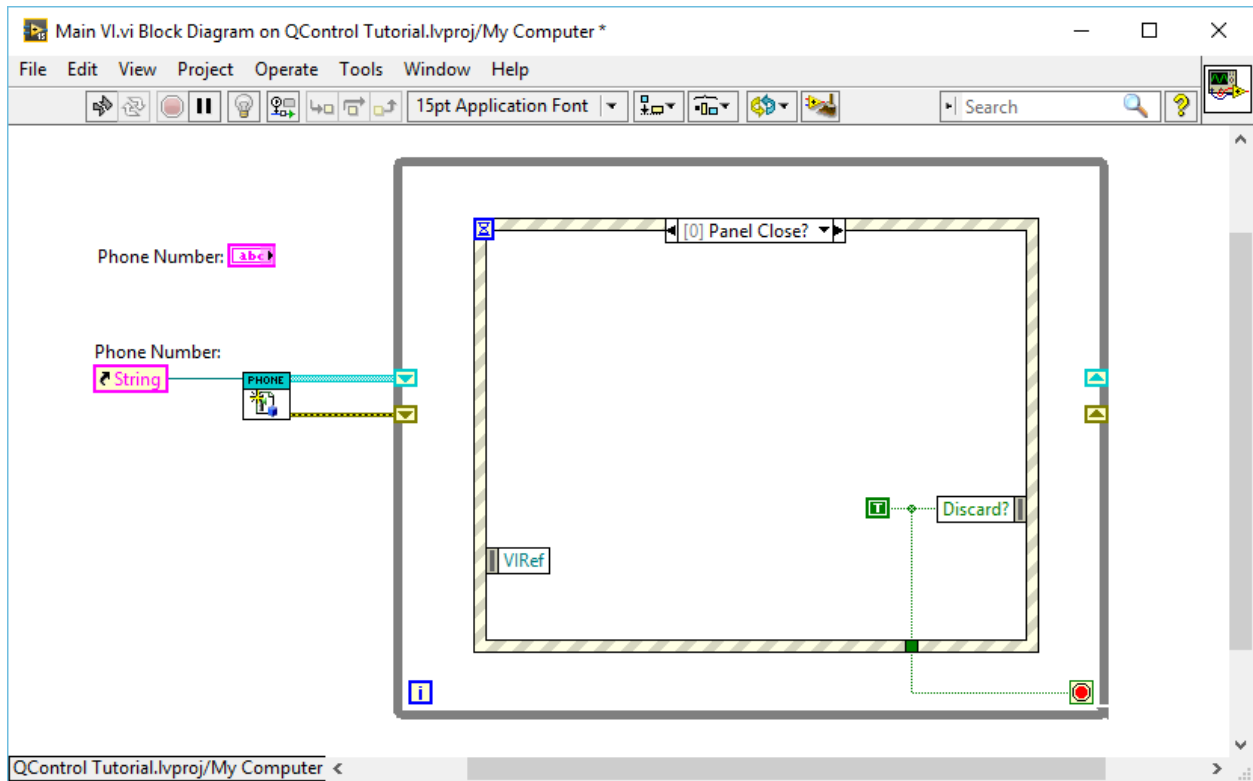 Main VI.vi Block Diagram on QControl Tutorial.lvproj/My Computer *
File Edit View Project Operate Tools Window Help
15pt Application Font
Search
[0] Panel Close?
Phone Number:
abc
Phone Number:
String
PHONE
T
Discard?
VIRef
i
QControl Tutorial.lvproj/My Computer